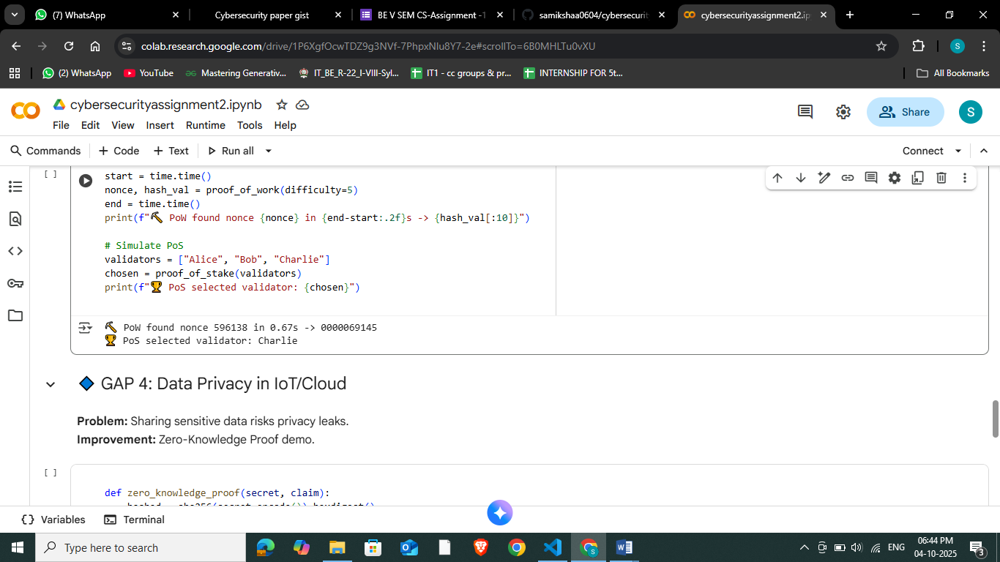 (7) WhatsApp
Cybersecurity paper gist
BE V SEM CS-Assignment -1
samikshaa0604/cybersecurit
cybersecurityassignment2.ip
colab.research.google.com/drive/1P6XgfOcwTDZ9g3NVf-7PhpxNlu8Y7-2e#scrollTo=6B0MHLTu0vXU
S
(2) WhatsApp
YouTube
Mastering Generativ...
IT_BE_R-22_I-VIII-Syl...
IT1 - cc groups & pr...
INTERNSHIP FOR 5t...
All Bookmarks
cybersecurityassignment2.ipynb
File Edit View Insert Runtime Tools Help
Share
S
Commands + Code + Text Run all
Connect
[ ]
start = time.time()
nonce, hash_val = proof_of_work(difficulty=5)
end = time.time()
print(f"🔨 PoW found nonce {nonce} in {end-start:.2f}s -> {hash_val[:10]}")
# Simulate PoS
validators = ["Alice", "Bob", "Charlie"]
chosen = proof_of_stake(validators)
print(f"🏆 PoS selected validator: {chosen}")
🔨 PoW found nonce 596138 in 0.67s -> 0000069145
🏆 PoS selected validator: Charlie
🔷 GAP 4: Data Privacy in IoT/Cloud
Problem: Sharing sensitive data risks privacy leaks.
Improvement: Zero-Knowledge Proof demo.
[ ]
def zero_knowledge_proof(secret, claim):
Variables
Terminal
Type here to search
ENG
06:44 PM
04-10-2025
3